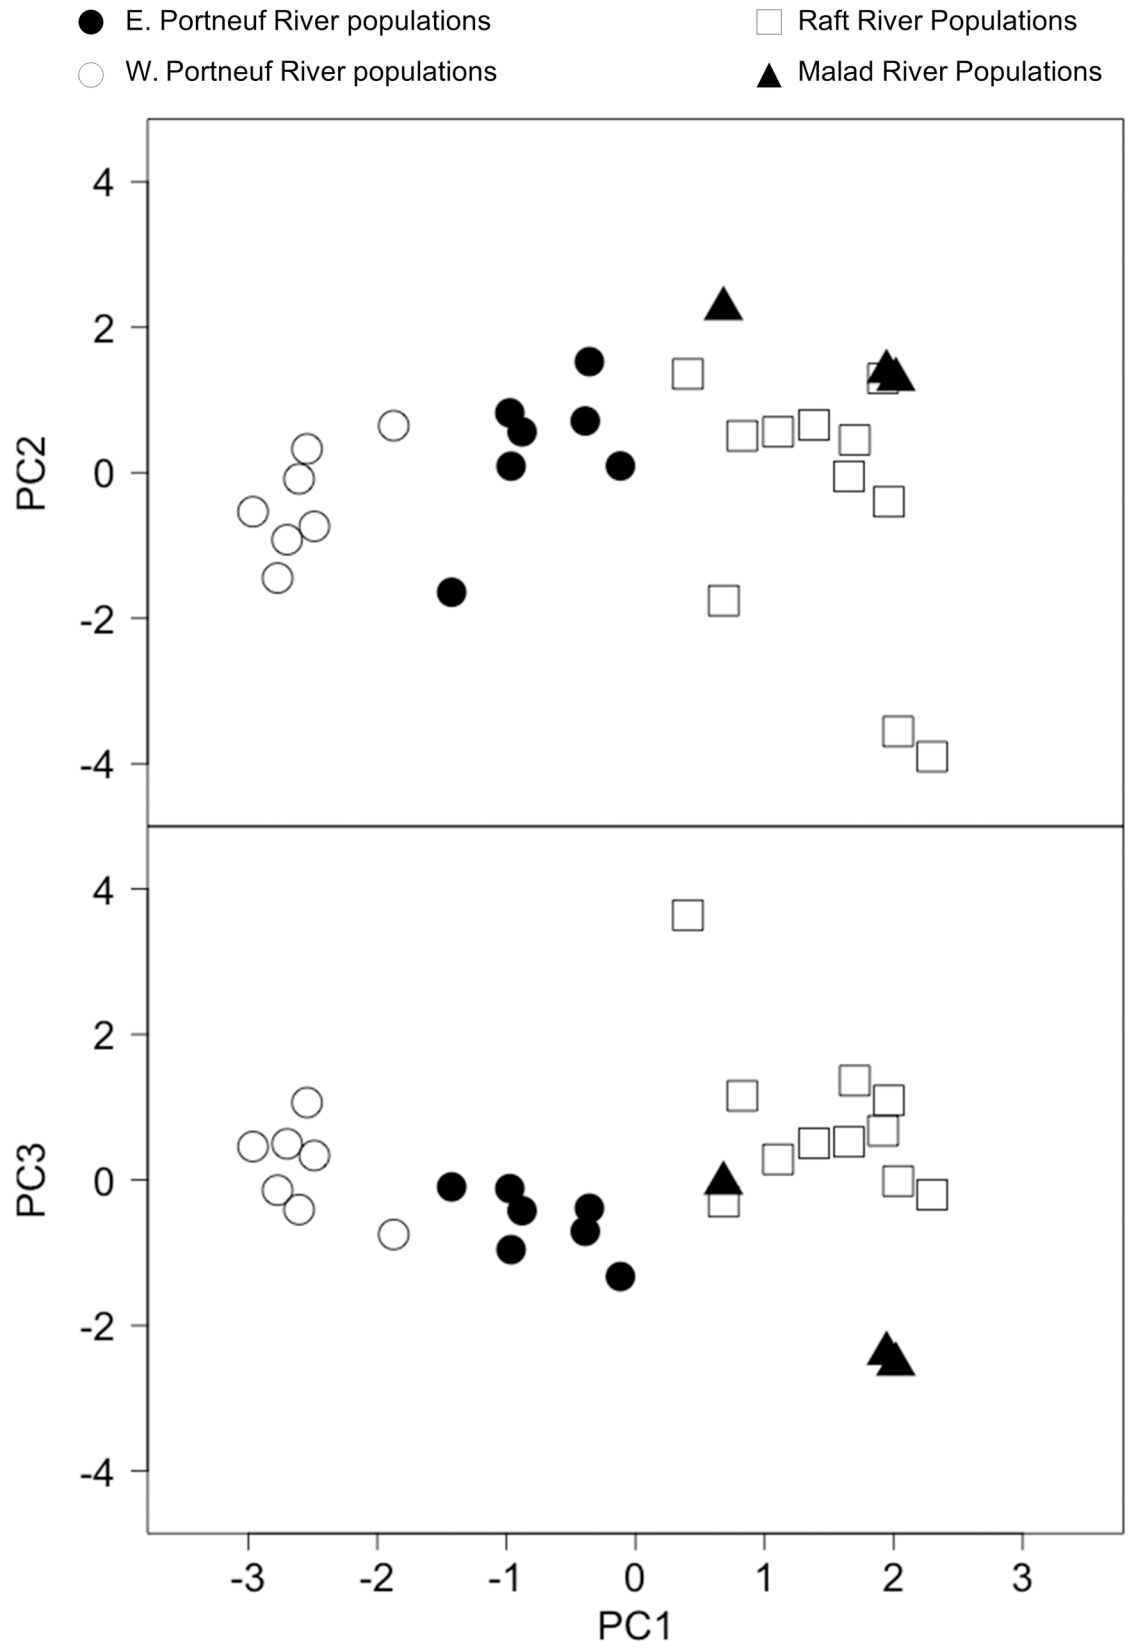 E. Portneuf River populations
Raft River Populations
W. Portneuf River populations
Malad River Populations
4
2
0
-2
-4
PC2
4
2
0
-2
-4
PC3
-3 -2 -1 0 1 2 3
PC1